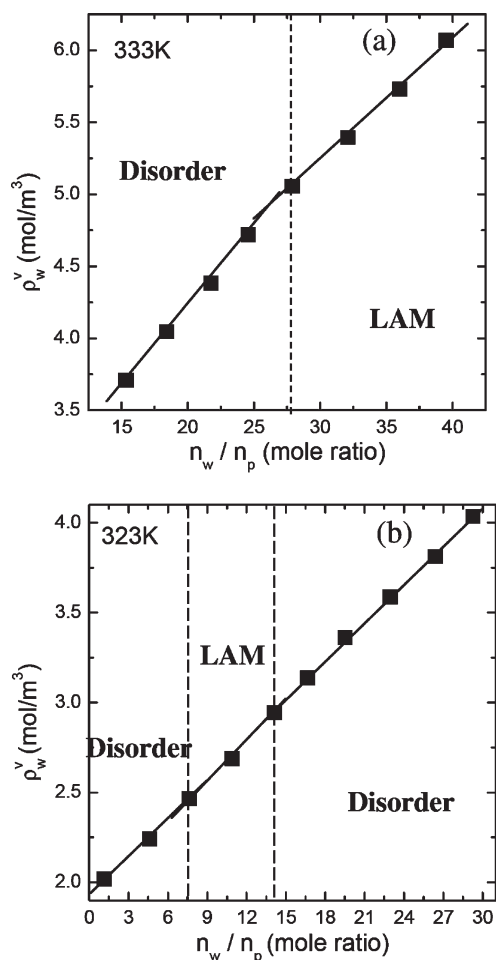 (a)
333K
6.0
5.5
5.0
4.5
4.0
3.5
ρ_w^v (mol/m³)
Disorder
LAM
15 20 25 30 35 40
n_w / n_p (mole ratio)
(b)
323K
4.0
3.5
3.0
2.5
2.0
ρ_w^v (mol/m³)
LAM
Disorder
Disorder
0 3 6 9 12 15 18 21 24 27 30
n_w / n_p (mole ratio)